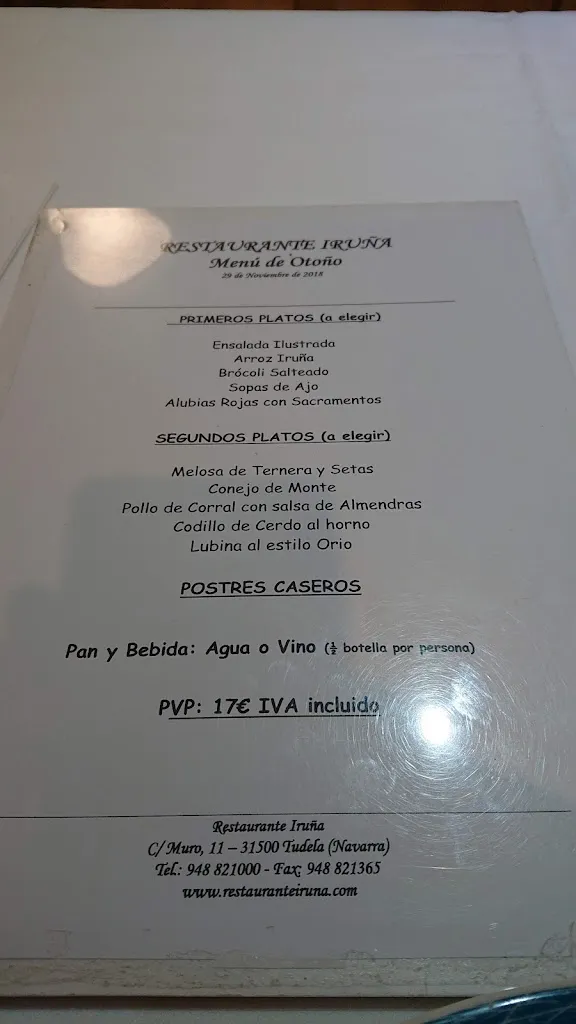 RESTAURANTE IRUÑA
Menú de Otoño
29 de Noviembre de 2018
PRIMEROS PLATOS (a elegir)
Ensalada Ilustrada
Arroz Iruña
Brócoli Salteado
Sopas de Ajo
Alubias Rojas con Sacramentos
SEGUNDOS PLATOS (a elegir)
Melosa de Ternera y Setas
Conejo de Monte
Pollo de Corral con salsa de Almendras
Codillo de Cerdo al horno
Lubina al estilo Orio
POSTRES CASEROS
Pan y Bebida: Agua o Vino (½ botella por persona)
PVP: 17€ IVA incluido
Restaurante Iruña
C/ Muro, 11 – 31500 Tudela (Navarra)
Tel.: 948 821000 - Fax: 948 821365
www.restauranteiruna.com